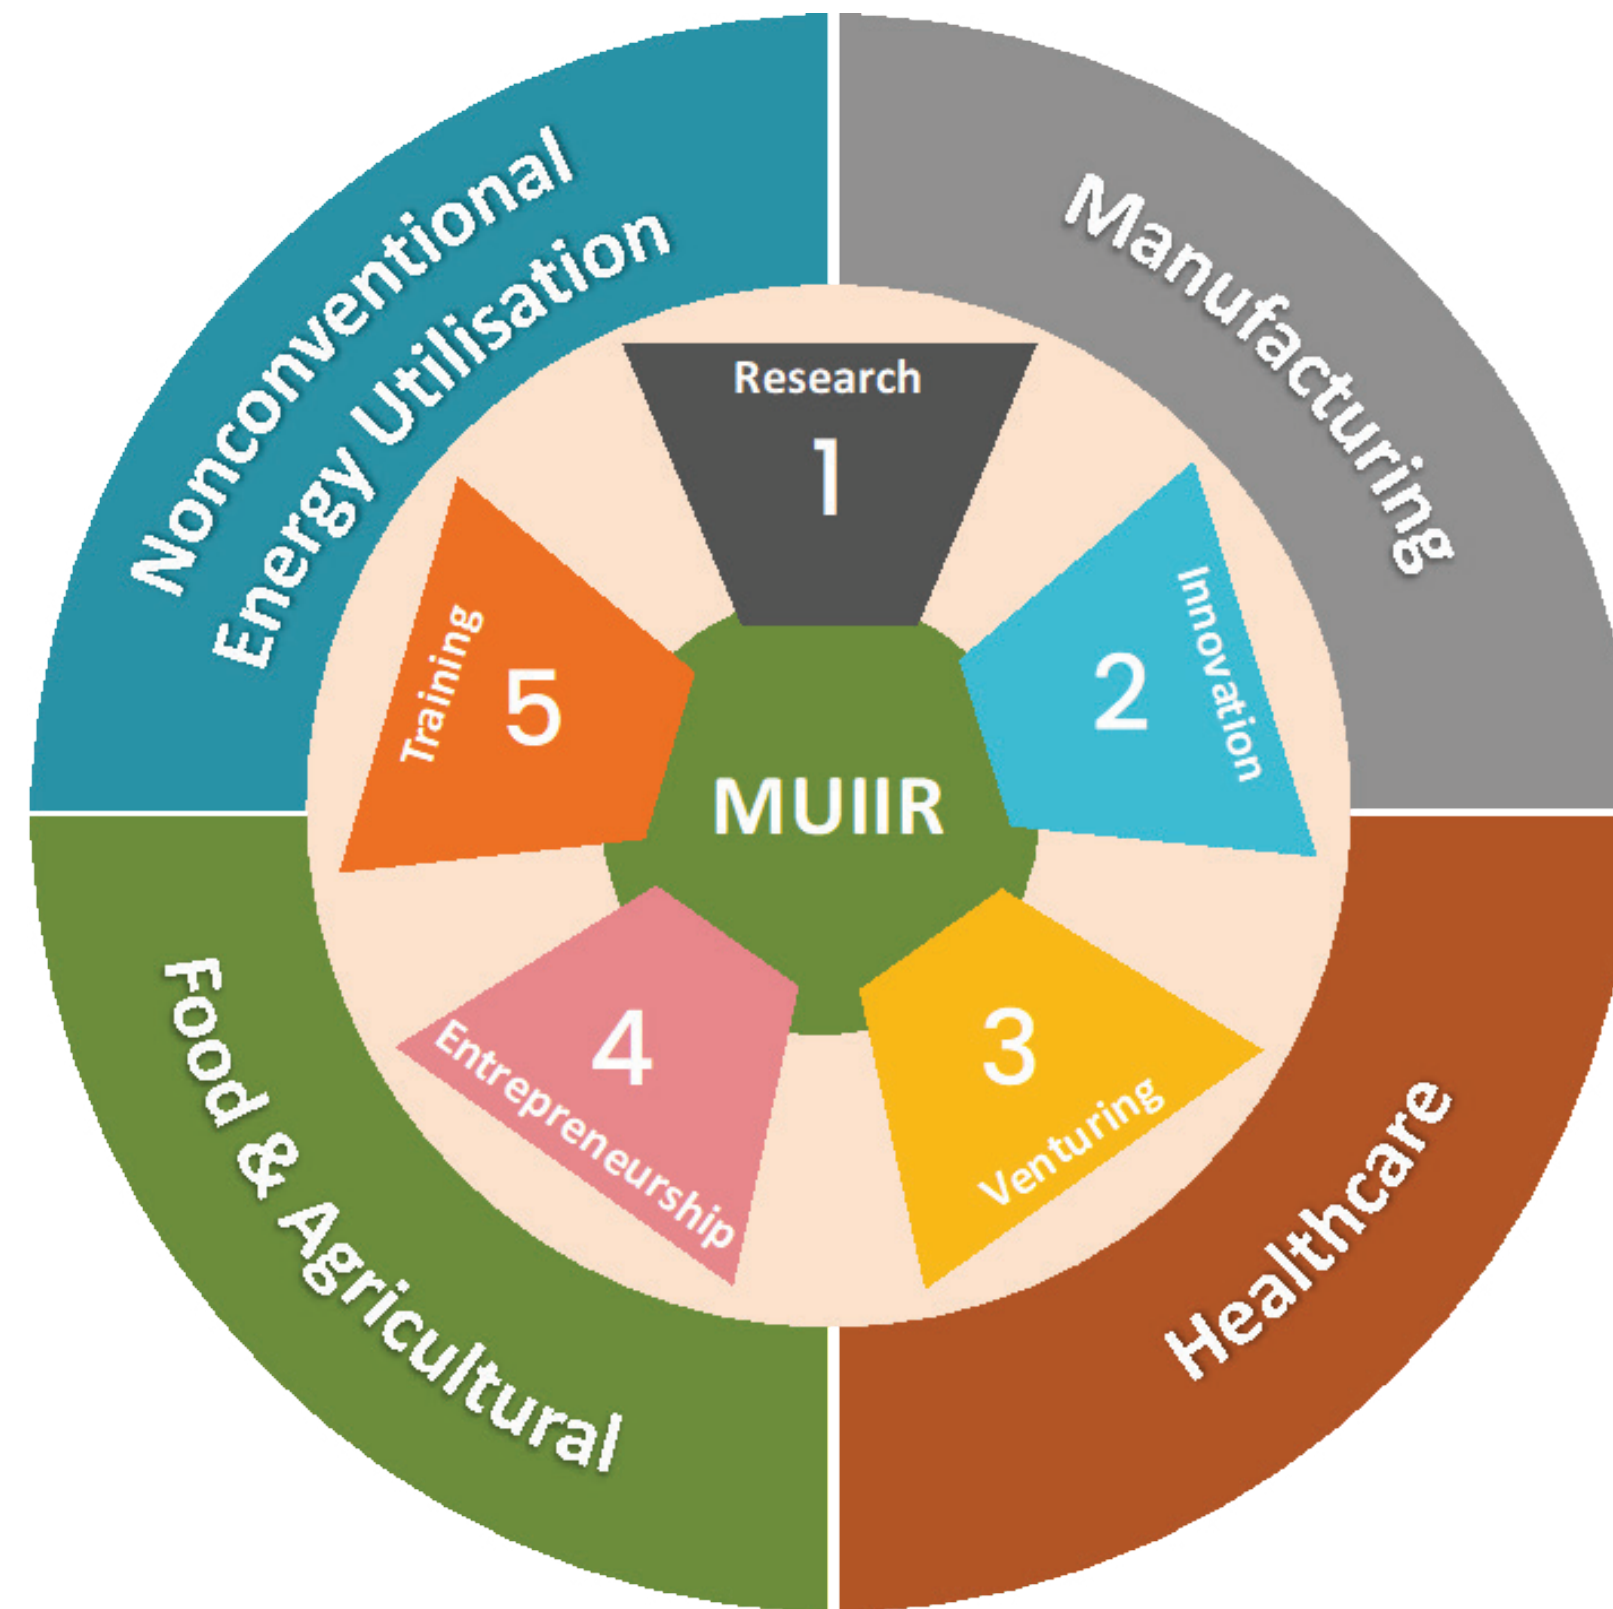 Nonconventional
Energy Utilisation
Manufacturing
Research
1
Innovation
2
Training
5
MUIIR
4
Entrepreneurship
3
Venturing
Food & Agricultural
Healthcare